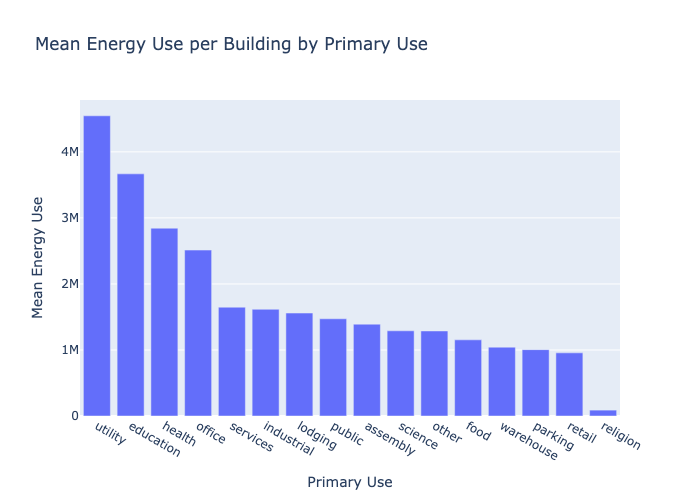 Mean Energy Use per Building by Primary Use
Mean Energy Use
4M
3M
2M
1M
0
utility
education
health
office
services
industrial
lodging
public
assembly
science
other
food
warehouse
parking
retail
religion
Primary Use